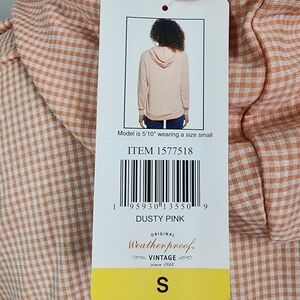 Model is 5'10" wearing a size small
ITEM 1577518
1 95930 13550 9
DUSTY PINK
ORIGINAL
Weatherproof
VINTAGE
since 1948
S